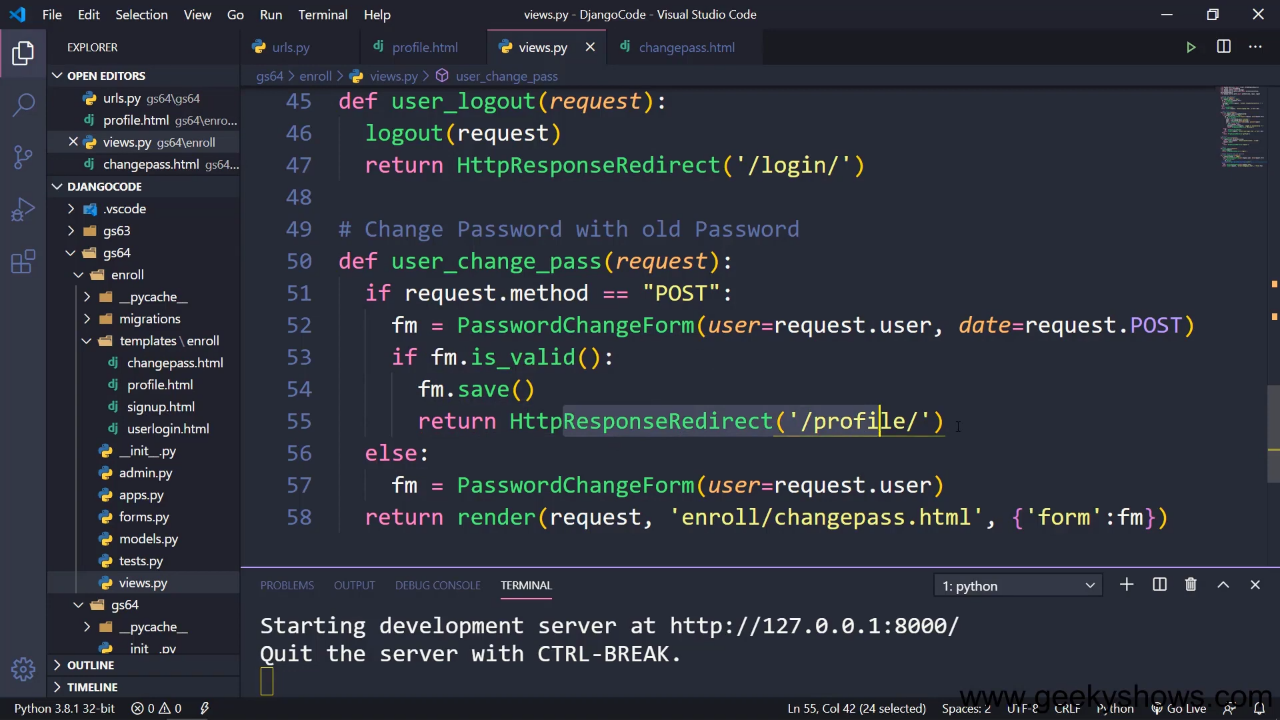 File Edit Selection View Go Run Terminal Help views.py - DjangoCode - Visual Studio Code
EXPLORER
OPEN EDITORS
urls.py gs64\gs64
profile.html gs64\enro...
views.py gs64\enroll
changepass.html gs64...
DJANGOCODE
.vscode
gs63
gs64
enroll
__pycache__
migrations
templates \ enroll
changepass.html
profile.html
signup.html
userlogin.html
__init__.py
admin.py
apps.py
forms.py
models.py
tests.py
views.py
gs64
__pycache__
__init__.py
OUTLINE
TIMELINE
urls.py profile.html views.py changepass.html
gs64 > enroll > views.py > user_change_pass
45 def user_logout(request):
46 logout(request)
47 return HttpResponseRedirect('/login/')
48
49 # Change Password with old Password
50 def user_change_pass(request):
51 if request.method == "POST":
52 fm = PasswordChangeForm(user=request.user, date=request.POST)
53 if fm.is_valid():
54 fm.save()
55 return HttpResponseRedirect('/profile/')
56 else:
57 fm = PasswordChangeForm(user=request.user)
58 return render(request, 'enroll/changepass.html', {'form':fm})
PROBLEMS OUTPUT DEBUG CONSOLE TERMINAL 1: python
Starting development server at http://127.0.0.1:8000/
Quit the server with CTRL-BREAK.
www.geekyshows.com
Python 3.8.1 32-bit 0 0 Ln 55, Col 42 (24 selected) Spaces: 2 UTF-8 CRLF Python Go Live